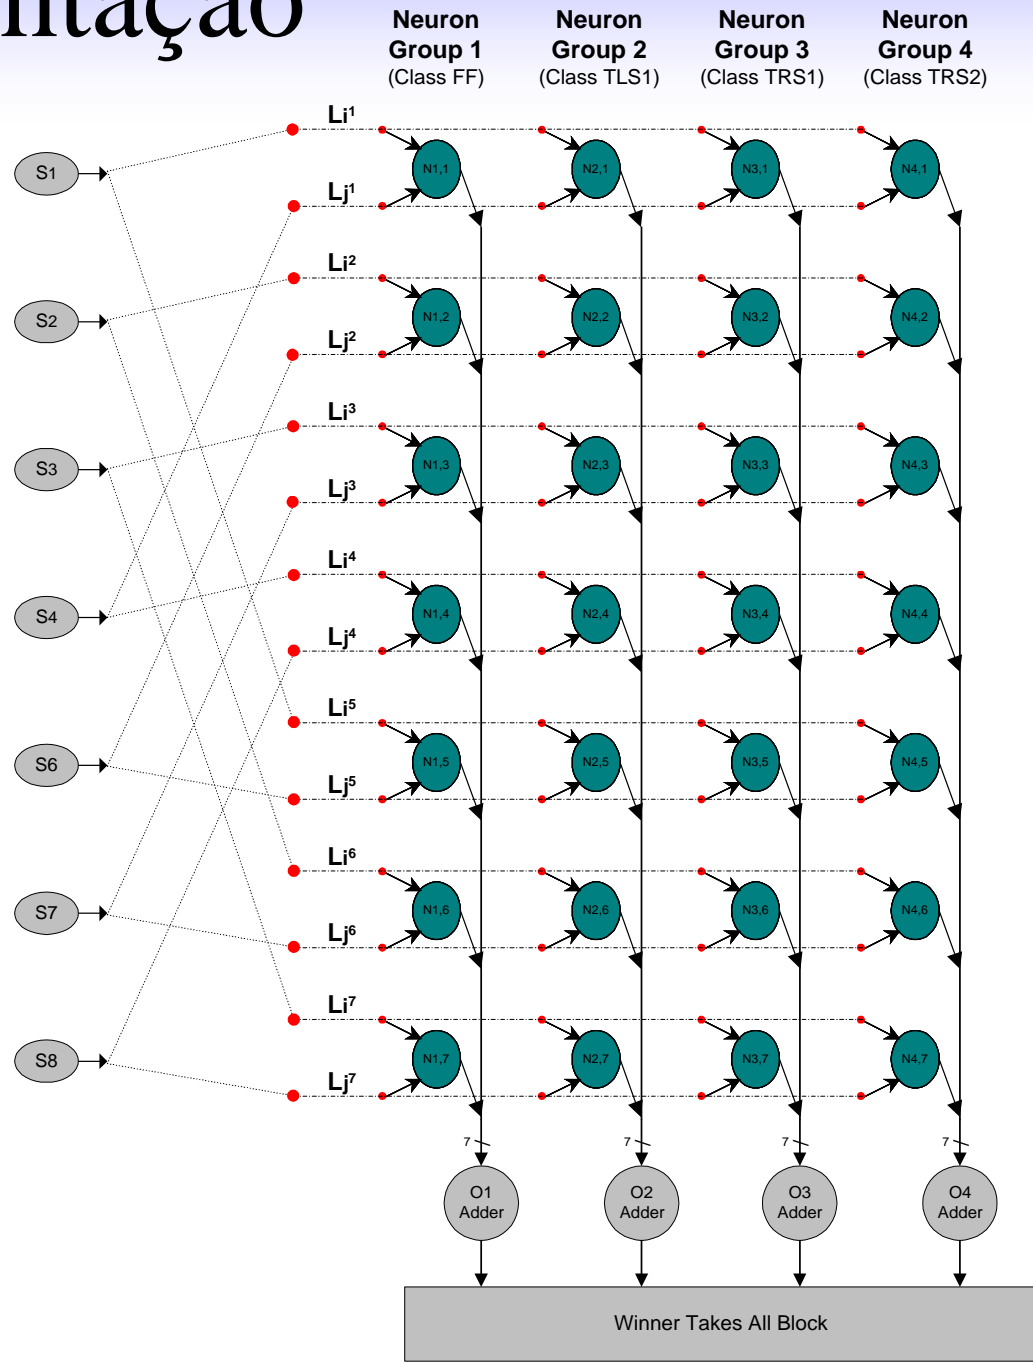 ntação
Neuron Neuron Neuron Neuron
Group 1 Group 2 Group 3 Group 4
(Class FF) (Class TLS1) (Class TRS1) (Class TRS2)
Li¹
S1 N1,1 N2,1 N3,1 N4,1
Lj¹
Li²
S2 N1,2 N2,2 N3,2 N4,2
Lj²
Li³
S3 N1,3 N2,3 N3,3 N4,3
Lj³
Li⁴
S4 N1,4 N2,4 N3,4 N4,4
Lj⁴
Li⁵
S6 N1,5 N2,5 N3,5 N4,5
Lj⁵
Li⁶
S7 N1,6 N2,6 N3,6 N4,6
Lj⁶
Li⁷
S8 N1,7 N2,7 N3,7 N4,7
Lj⁷
7 7 7 7
O1 O2 O3 O4
Adder Adder Adder Adder
Winner Takes All Block